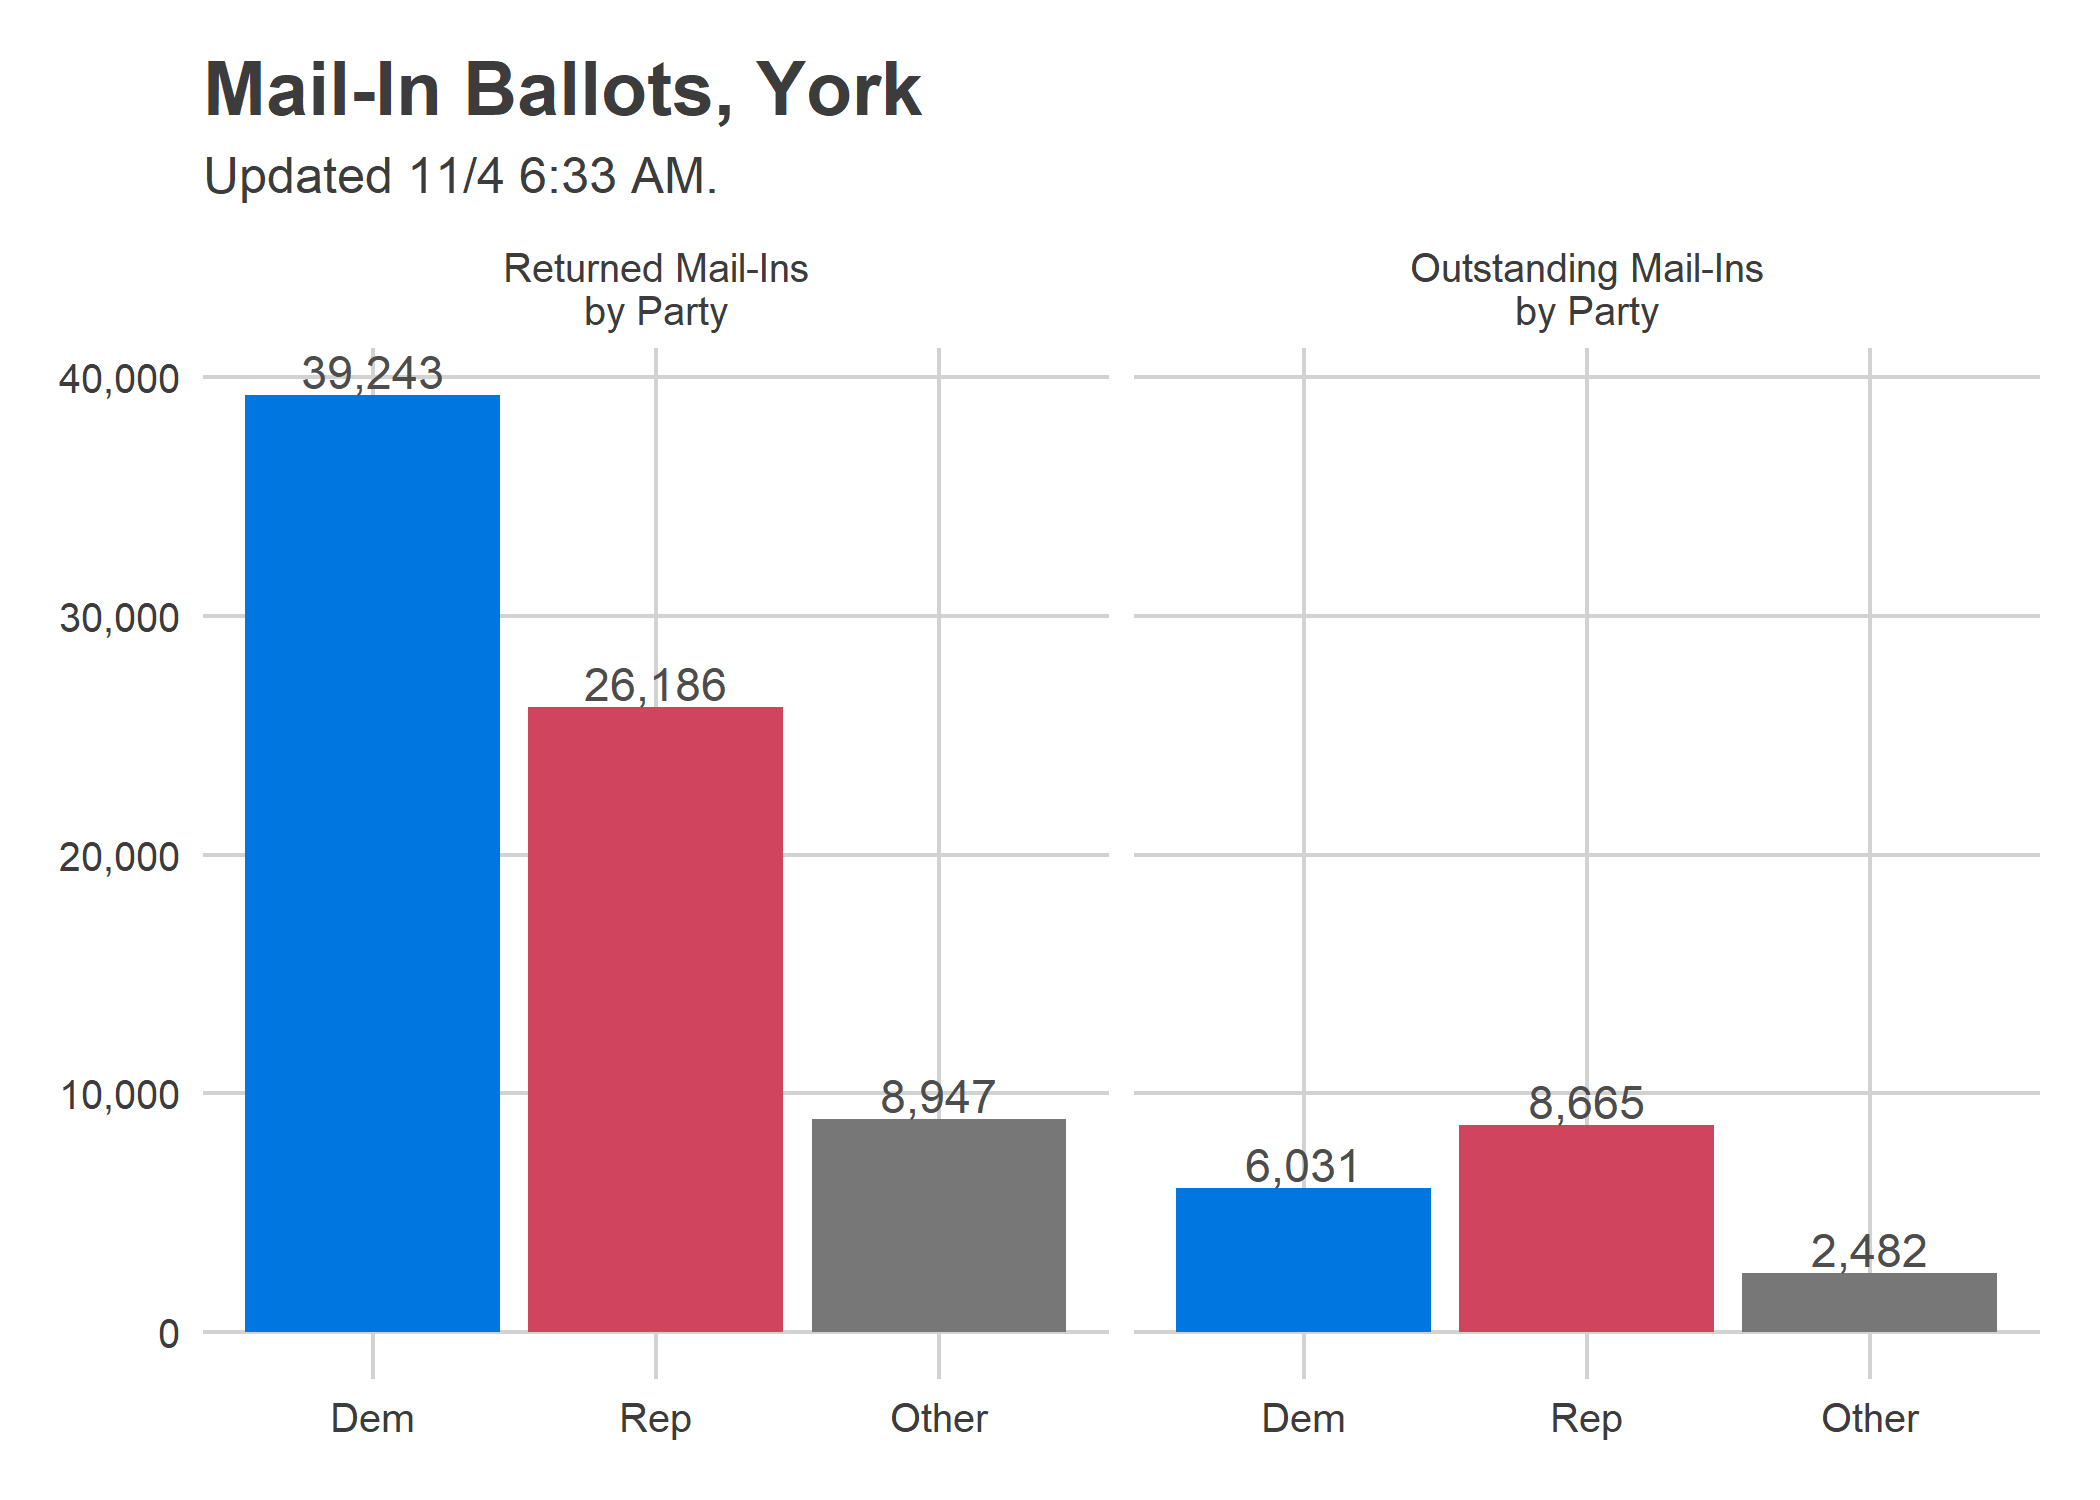 Mail-In Ballots, York
Updated 11/4 6:33 AM.
Returned Mail-Ins
by Party
Outstanding Mail-Ins
by Party
40,000
30,000
20,000
10,000
0
39,243
26,186
8,947
6,031
8,665
2,482
Dem
Rep
Other
Dem
Rep
Other